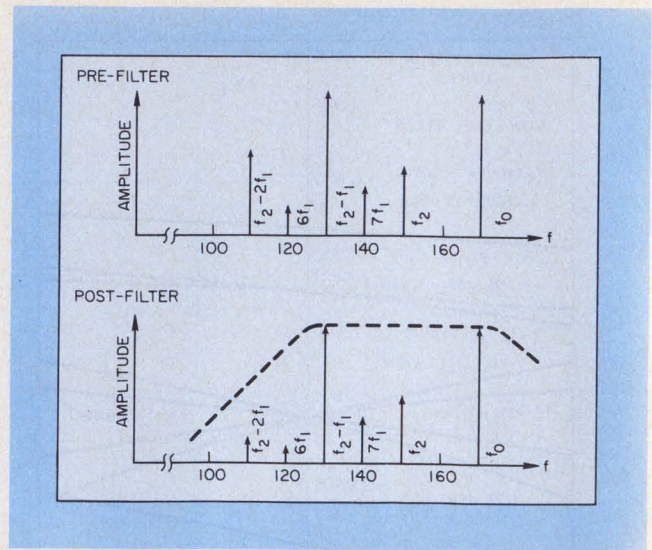 PRE-FILTER
AMPLITUDE
f₂-2f₁
6f₁
f₂-f₁
7f₁
f₂
f₀
100 120 140 160 f
POST-FILTER
AMPLITUDE
f₂-2f₁
6f₁
f₂-f₁
7f₁
f₂
f₀
100 120 140 160 f